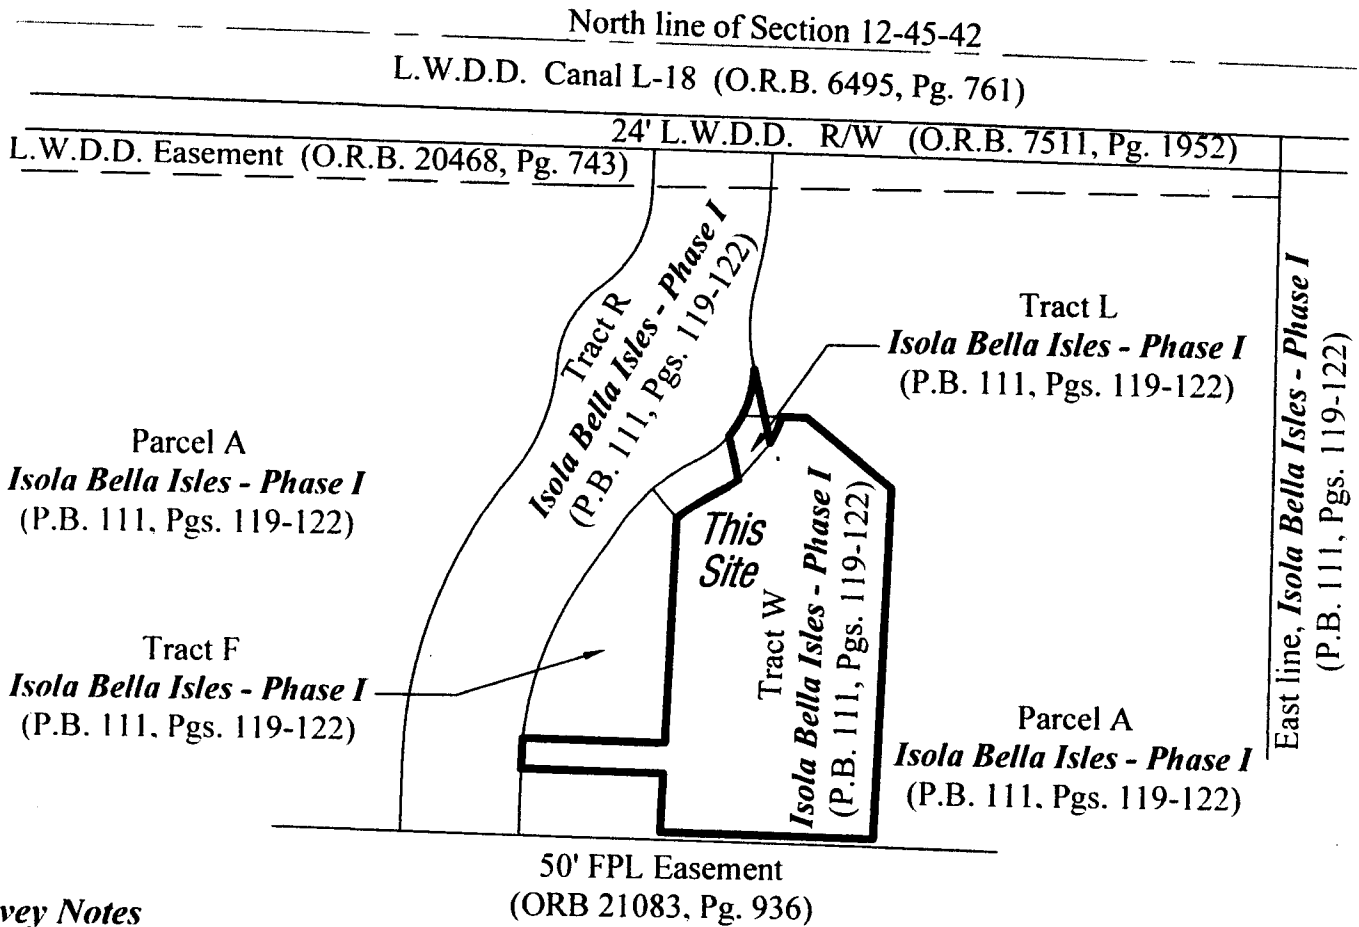 North line of Section 12-45-42
L.W.D.D. Canal L-18 (O.R.B. 6495, Pg. 761)
24' L.W.D.D. R/W (O.R.B. 7511, Pg. 1952)
L.W.D.D. Easement (O.R.B. 20468, Pg. 743)
Tract R
Isola Bella Isles - Phase I
(P.B. 111, Pgs. 119-122)
Tract L
Isola Bella Isles - Phase I
(P.B. 111, Pgs. 119-122)
East line, Isola Bella Isles - Phase I
(P.B. 111, Pgs. 119-122)
Parcel A
Isola Bella Isles - Phase I
(P.B. 111, Pgs. 119-122)
This
Site
Tract W
Isola Bella Isles - Phase I
(P.B. 111, Pgs. 119-122)
Tract F
Isola Bella Isles - Phase I
(P.B. 111, Pgs. 119-122)
Parcel A
Isola Bella Isles - Phase I
(P.B. 111, Pgs. 119-122)
50' FPL Easement
(ORB 21083, Pg. 936)
vey Notes